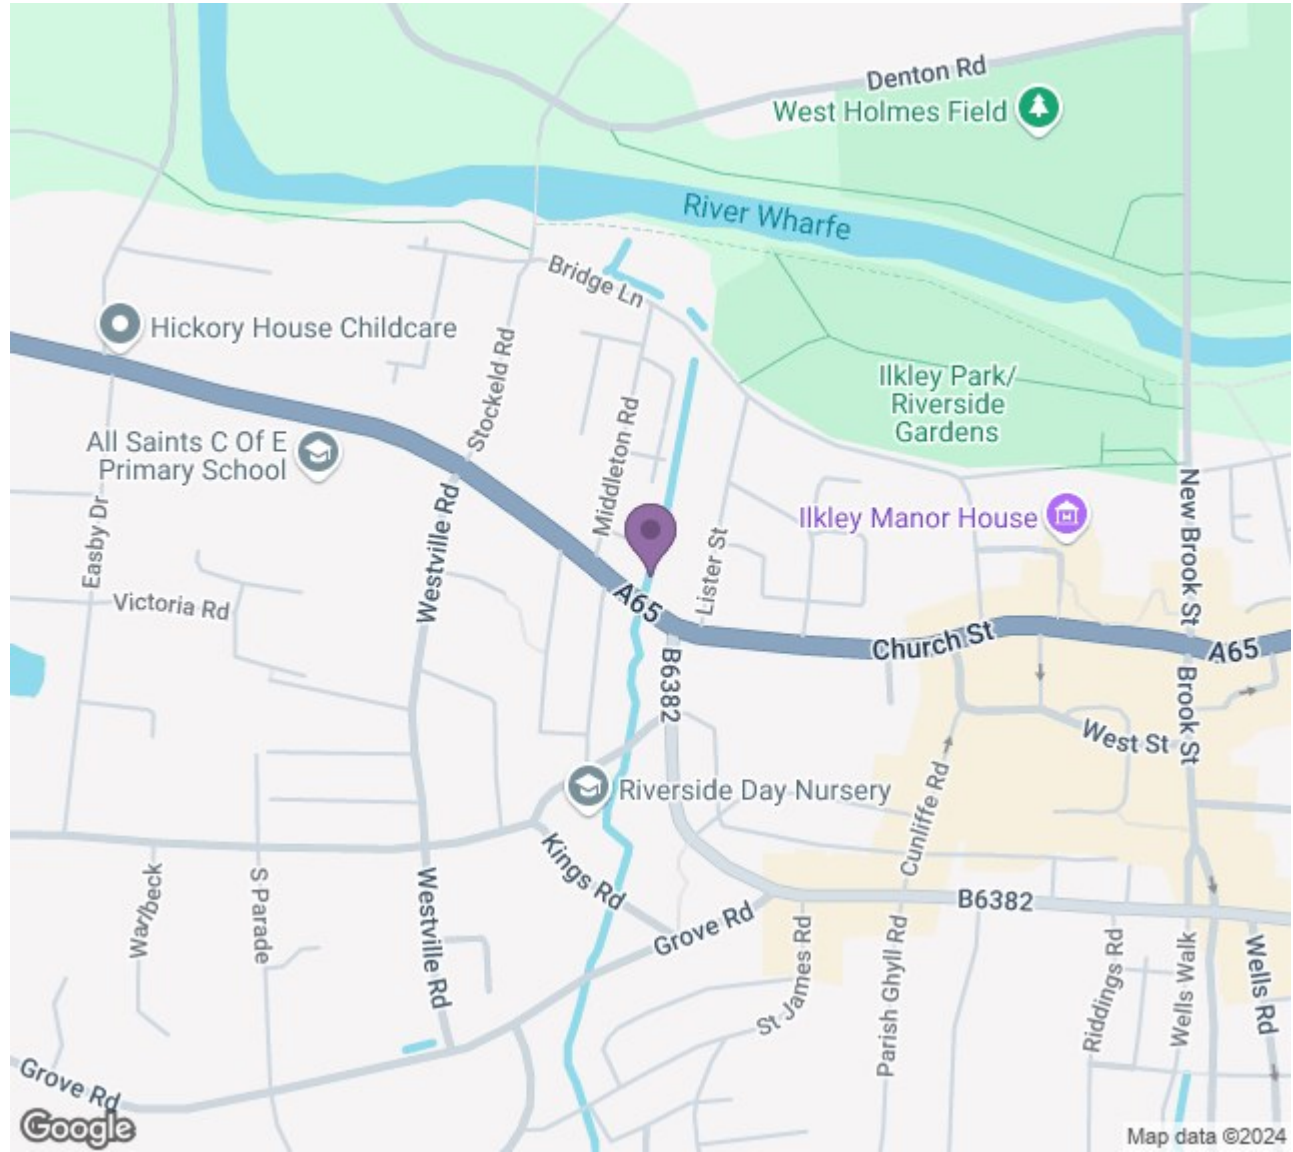 Denton Rd
West Holmes Field
River Wharfe
Bridge Ln
Hickory House Childcare
Stockeld Rd
Ilkley Park/
Riverside
Gardens
Middleton Rd
All Saints C Of E
Primary School
Easby Dr
Westville Rd
Ilkley Manor House
New Brook St
Lister St
Victoria Rd
A65
Church St
A65
B6382
Brook St
West St
Riverside Day Nursery
Cunliffe Rd
Kings Rd
Warlbeck
S Parade
Westville Rd
Grove Rd
B6382
St James Rd
Parish Ghyll Rd
Riddings Rd
Wells Walk
Wells Rd
Grove Rd
Google
Map data ©2024